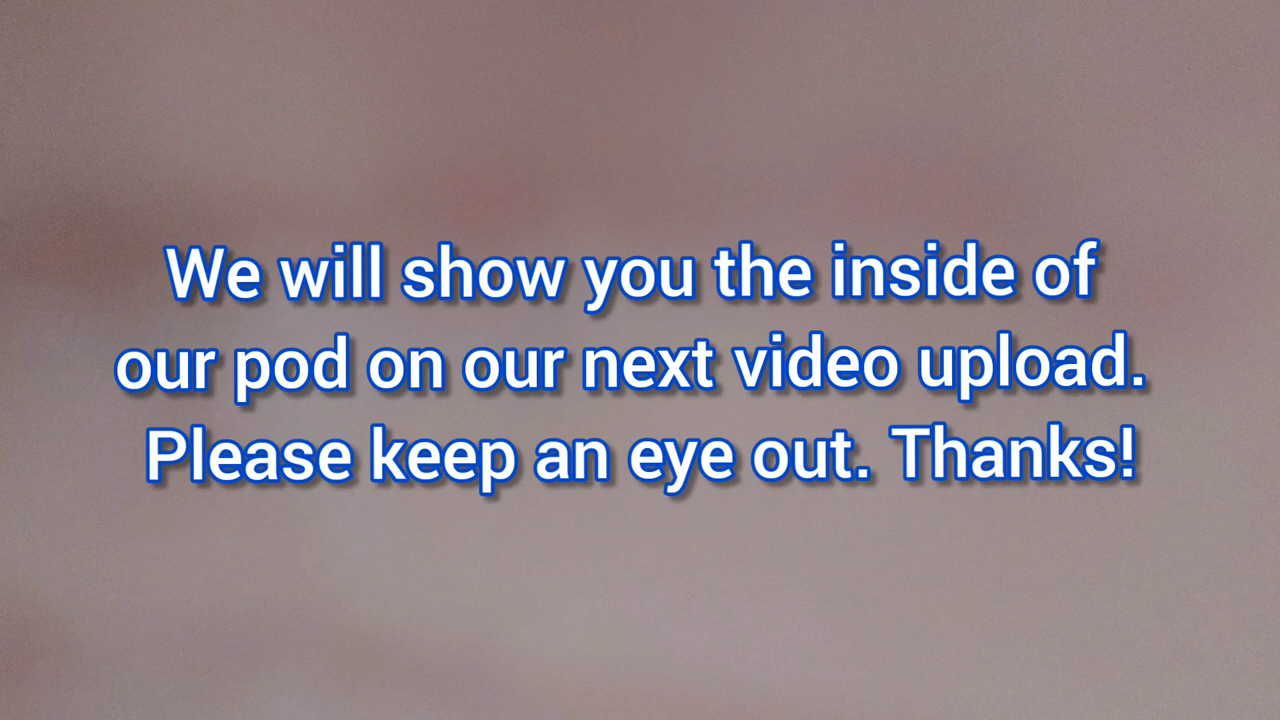 We will show you the inside of
our pod on our next video upload.
Please keep an eye out. Thanks!